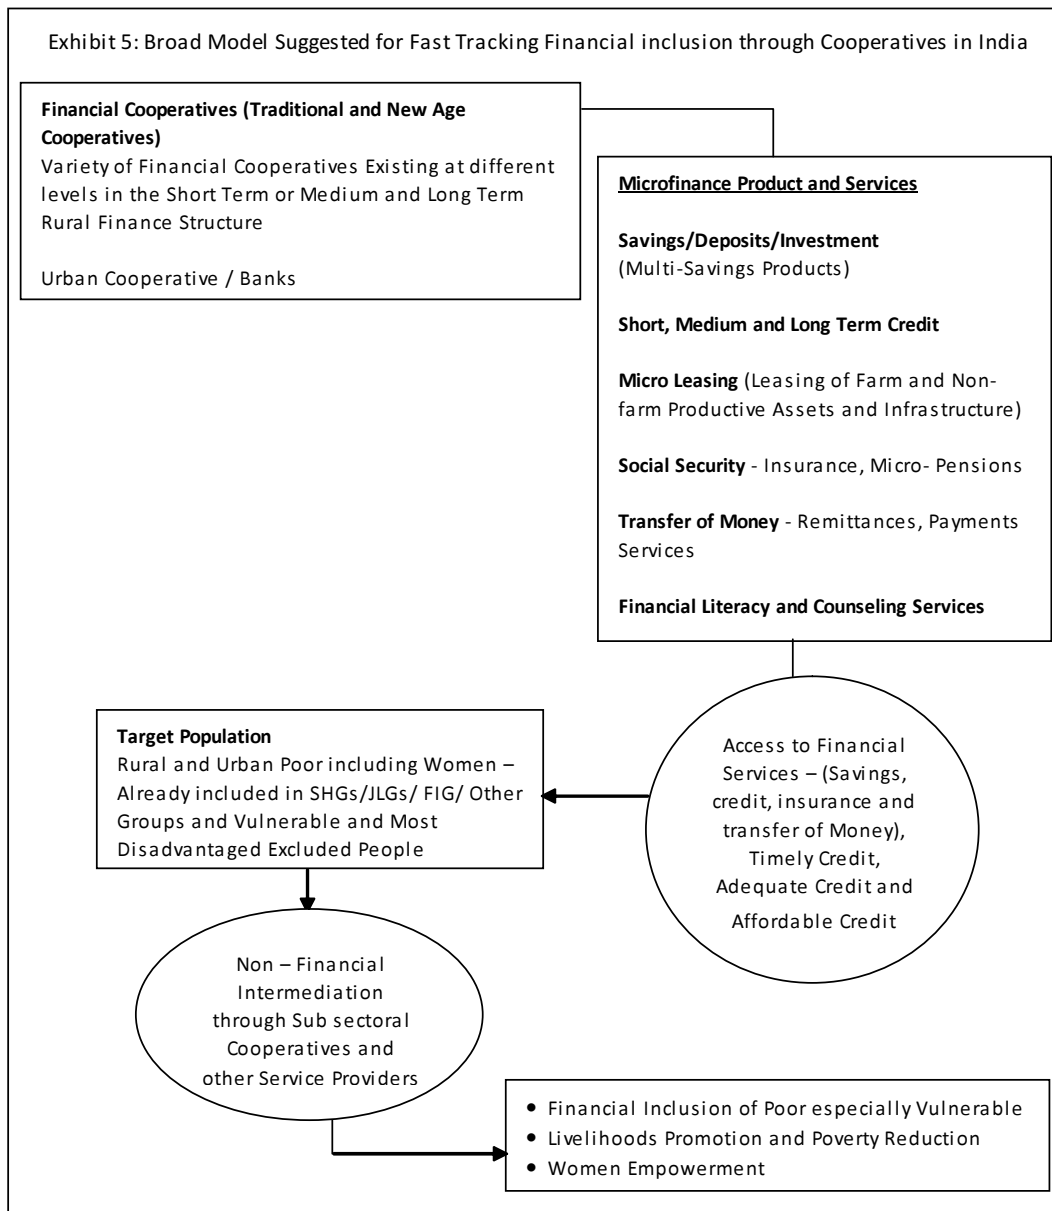 Exhibit 5: Broad Model Suggested for Fast Tracking Financial inclusion through Cooperatives in India
Financial Cooperatives (Traditional and New Age
Cooperatives)
Variety of Financial Cooperatives Existing at different
levels in the Short Term or Medium and Long Term
Rural Finance Structure
Urban Cooperative / Banks
Microfinance Product and Services
Savings/Deposits/Investment
(Multi-Savings Products)
Short, Medium and Long Term Credit
Micro Leasing (Leasing of Farm and Non-
farm Productive Assets and Infrastructure)
Social Security - Insurance, Micro- Pensions
Transfer of Money - Remittances, Payments
Services
Financial Literacy and Counseling Services
Access to Financial
Services – (Savings,
credit, insurance and
transfer of Money),
Timely Credit,
Adequate Credit and
Affordable Credit
Target Population
Rural and Urban Poor including Women –
Already included in SHGs/JLGs/ FIG/ Other
Groups and Vulnerable and Most
Disadvantaged Excluded People
Non – Financial
Intermediation
through Sub sectoral
Cooperatives and
other Service Providers
• Financial Inclusion of Poor especially Vulnerable
• Livelihoods Promotion and Poverty Reduction
• Women Empowerment